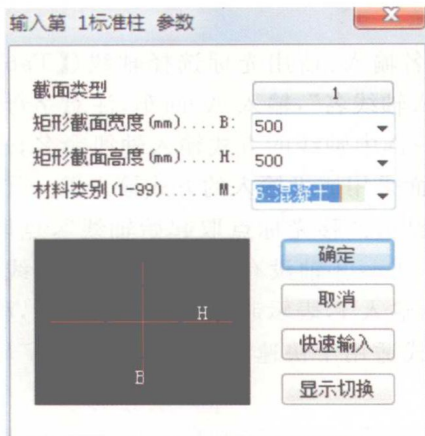 输入第 1标准柱 参数
截面类型 1
矩形截面宽度(mm)....B: 500
矩形截面高度(mm)....H: 500
材料类别(1-99).....M: 6:混凝土
确定
取消
快速输入
显示切换
H
B